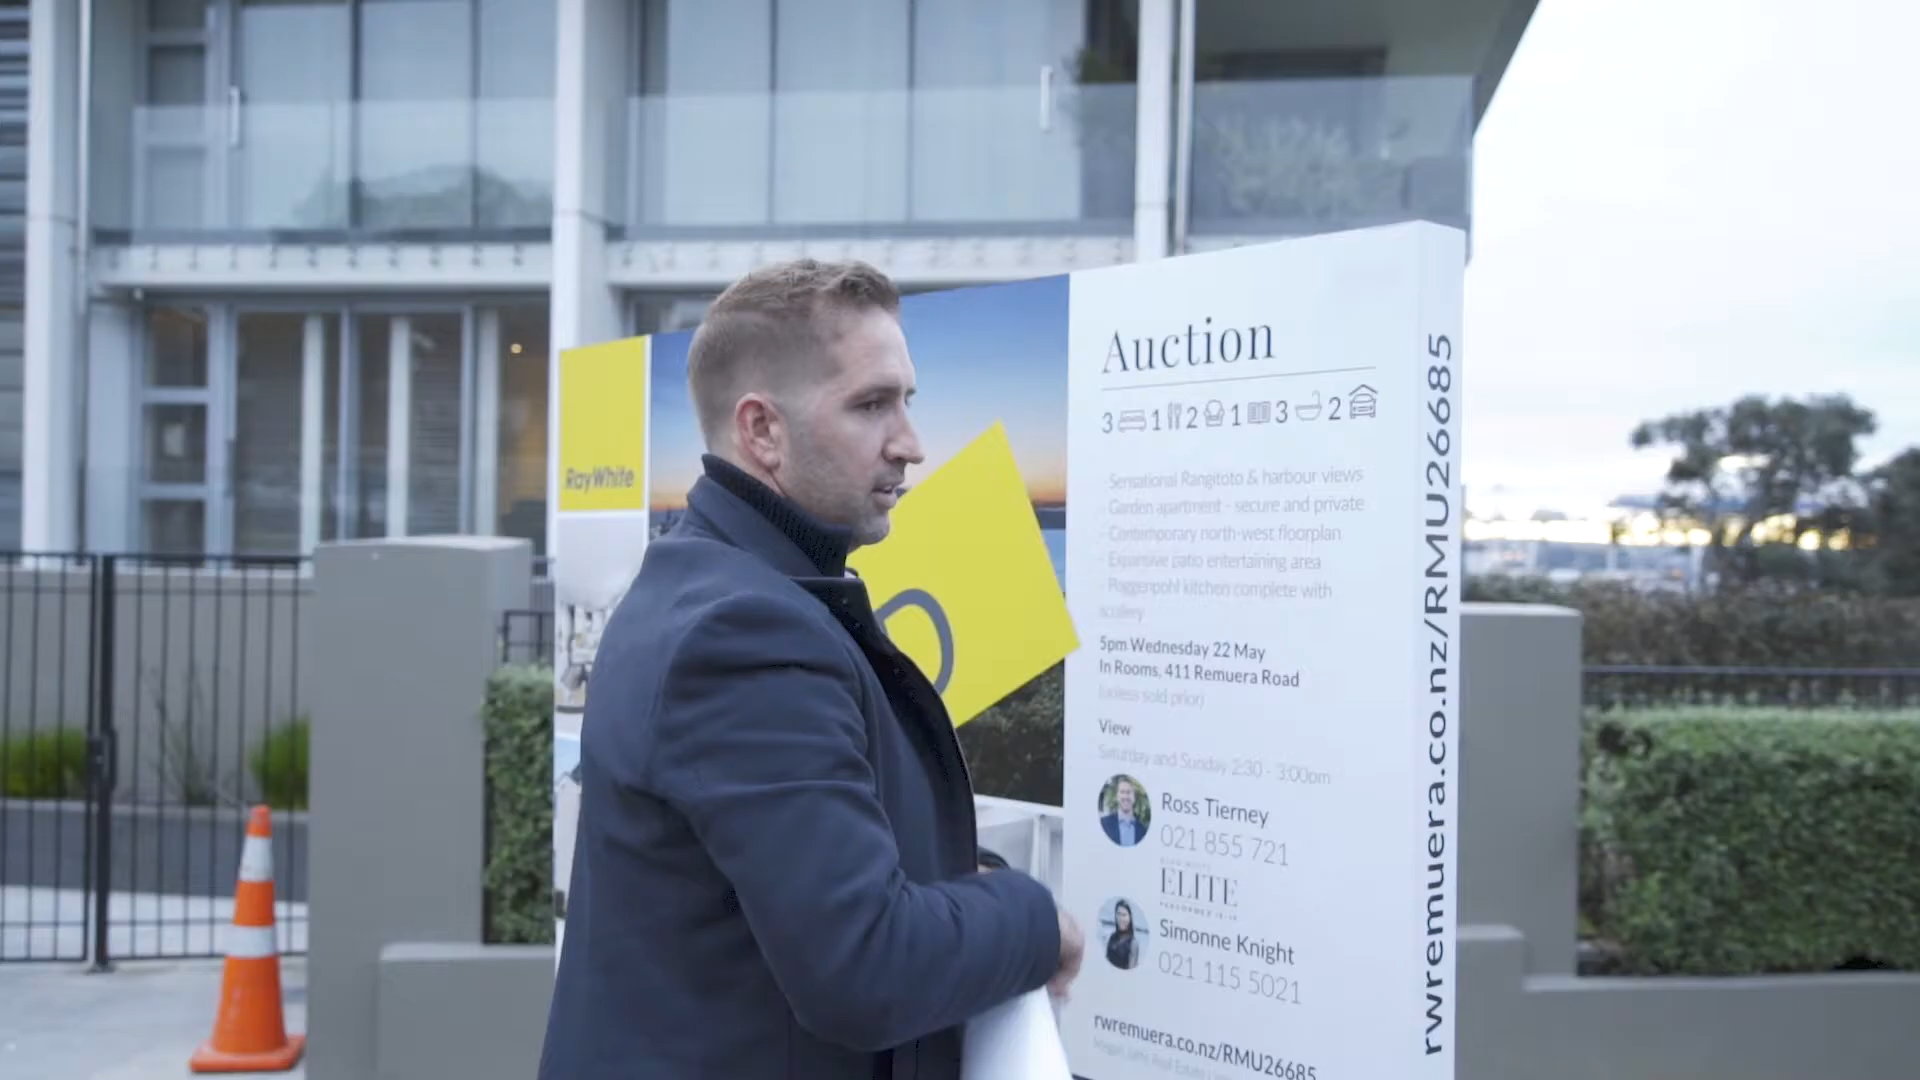 RayWhite
Auction
3 1 2 1 3 2
- Sensational Rangitoto & harbour views
- Garden apartment - secure and private
- Contemporary north-west floorplan
- Expansive patio entertaining area
- Poggenpohl kitchen complete with
scullery
5pm Wednesday 22 May
In Rooms, 411 Remuera Road
(unless sold prior)
View
Saturday and Sunday 2:30 - 3:00pm
Ross Tierney
021 855 721
RAY WHITE
ELITE
Simonne Knight
021 115 5021
rwremuera.co.nz/RMU26685
rwremuera.co.nz/RMU26685